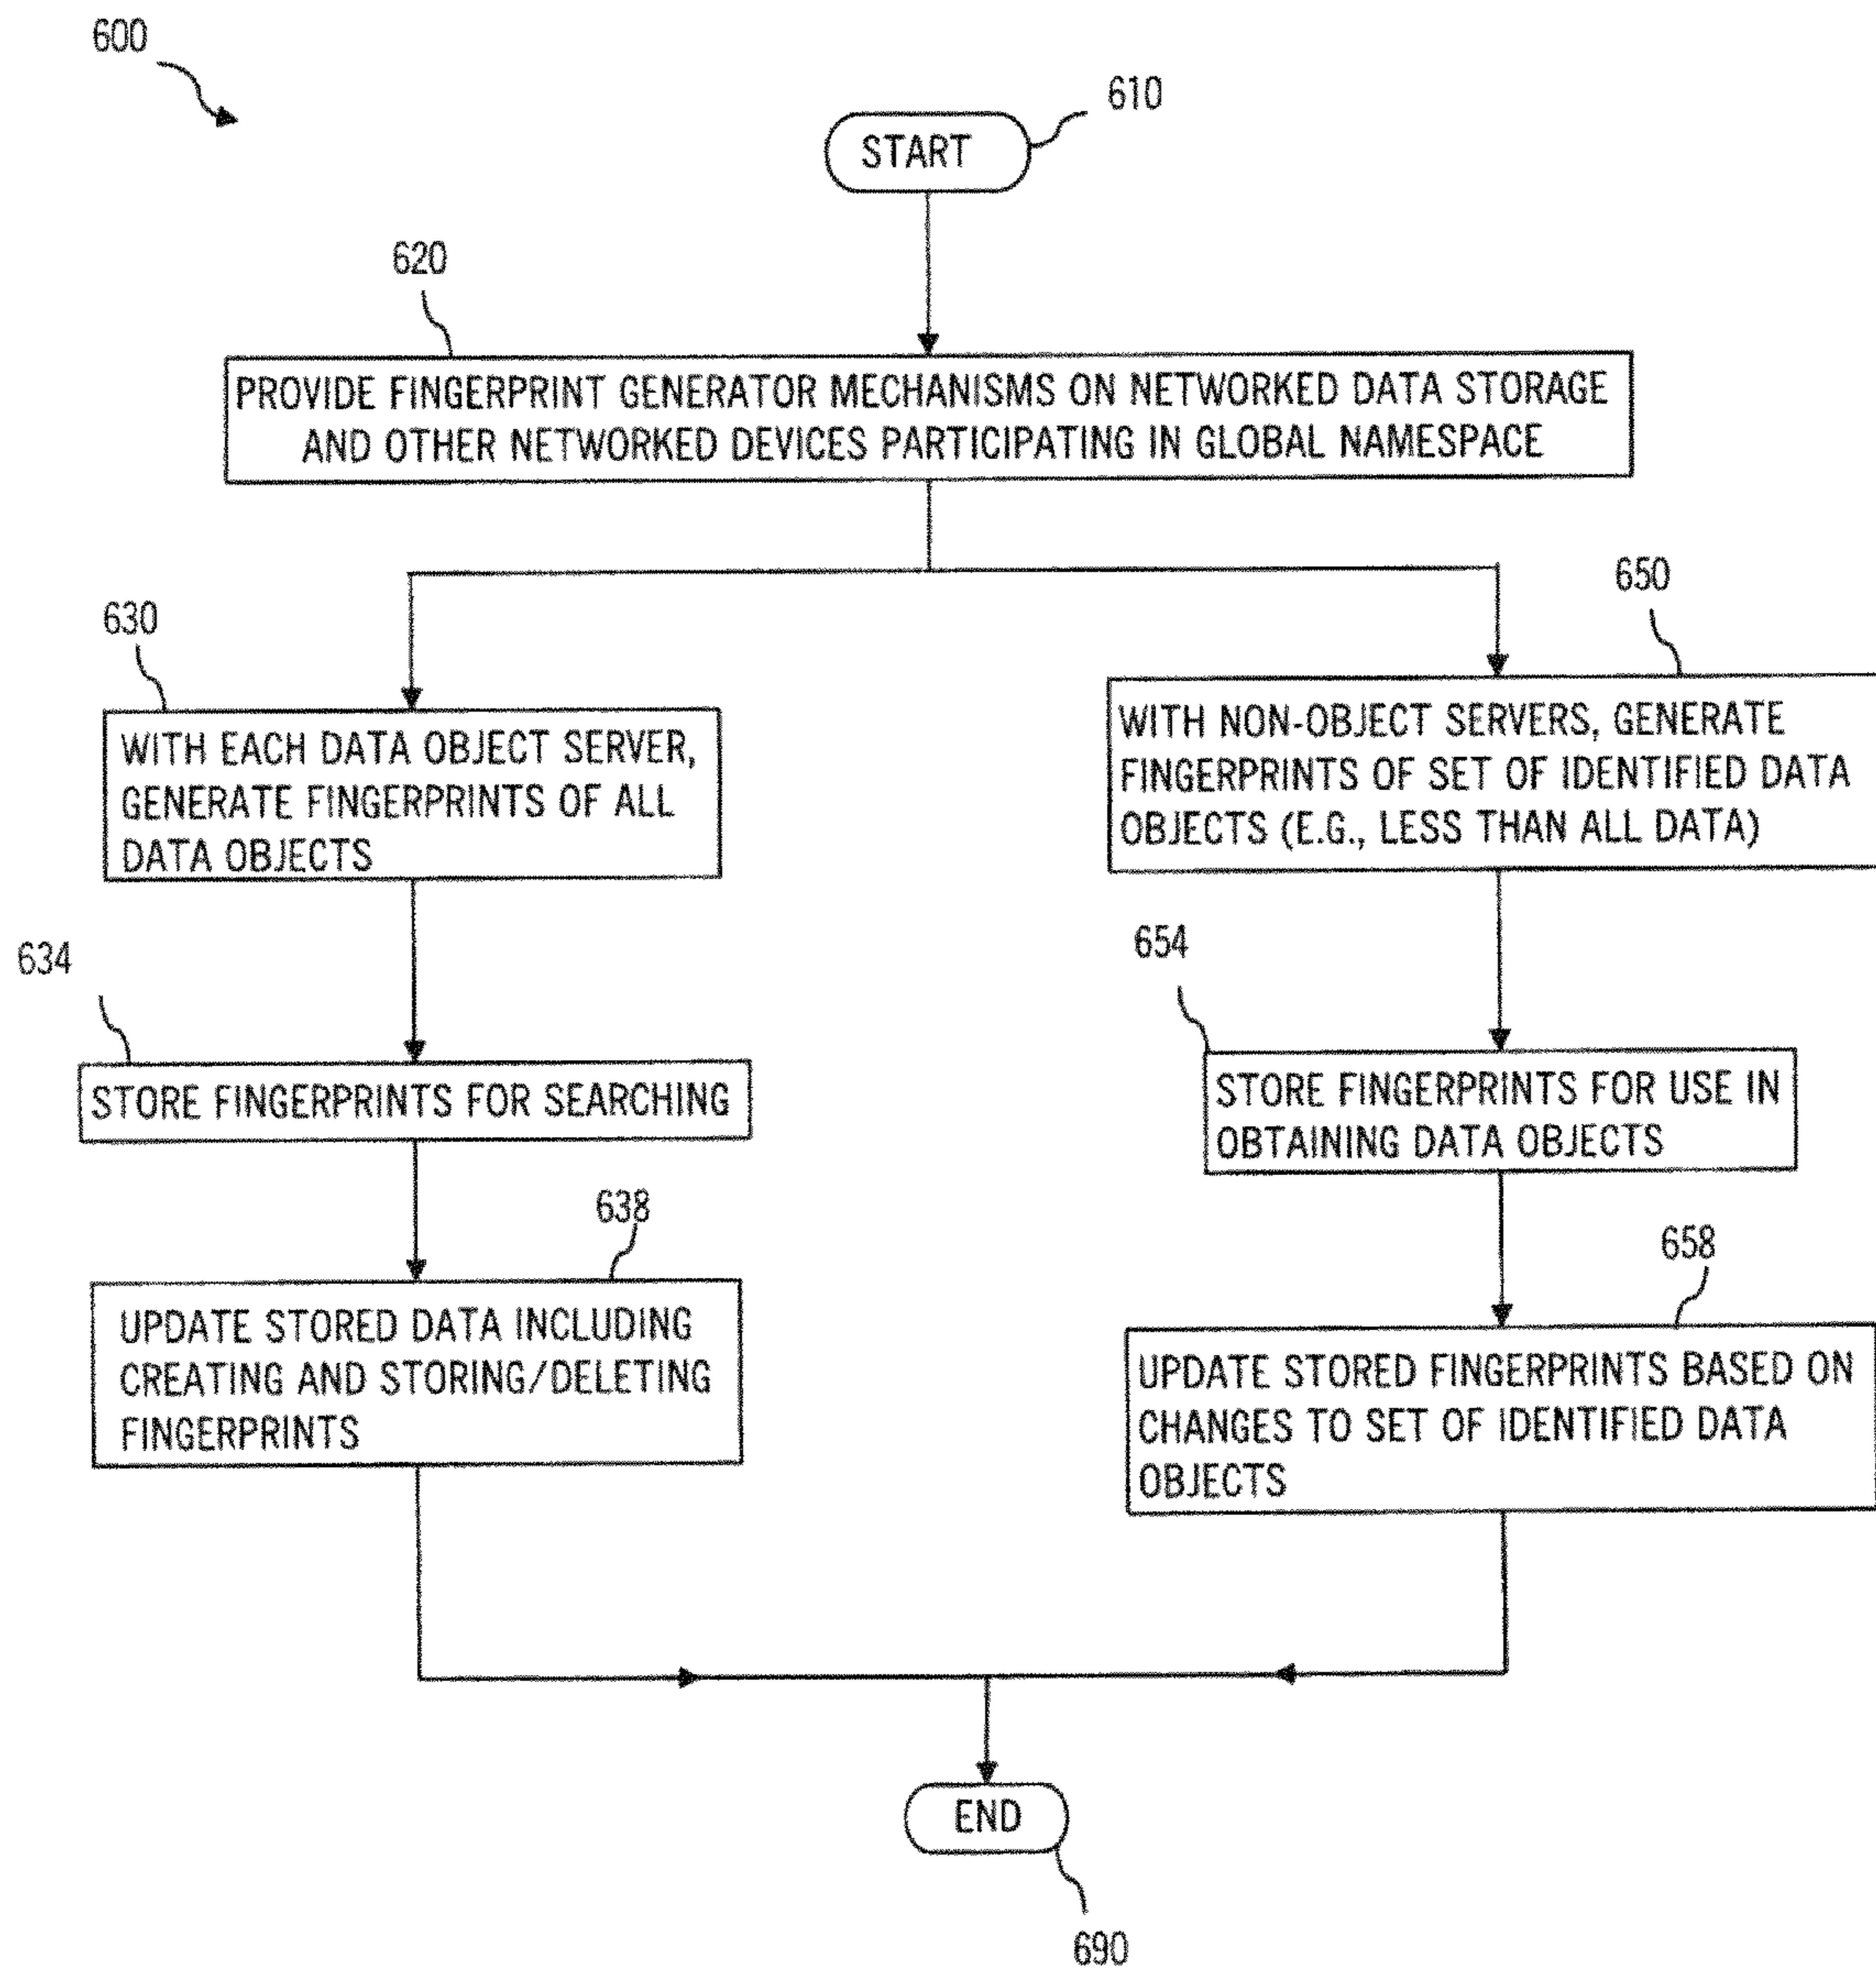 600
610
START
620
PROVIDE FINGERPRINT GENERATOR MECHANISMS ON NETWORKED DATA STORAGE
AND OTHER NETWORKED DEVICES PARTICIPATING IN GLOBAL NAMESPACE
630
WITH EACH DATA OBJECT SERVER,
GENERATE FINGERPRINTS OF ALL
DATA OBJECTS
634
STORE FINGERPRINTS FOR SEARCHING
638
UPDATE STORED DATA INCLUDING
CREATING AND STORING/DELETING
FINGERPRINTS
650
WITH NON-OBJECT SERVERS, GENERATE
FINGERPRINTS OF SET OF IDENTIFIED DATA
OBJECTS (E.G., LESS THAN ALL DATA)
654
STORE FINGERPRINTS FOR USE IN
OBTAINING DATA OBJECTS
658
UPDATE STORED FINGERPRINTS BASED ON
CHANGES TO SET OF IDENTIFIED DATA
OBJECTS
END
690